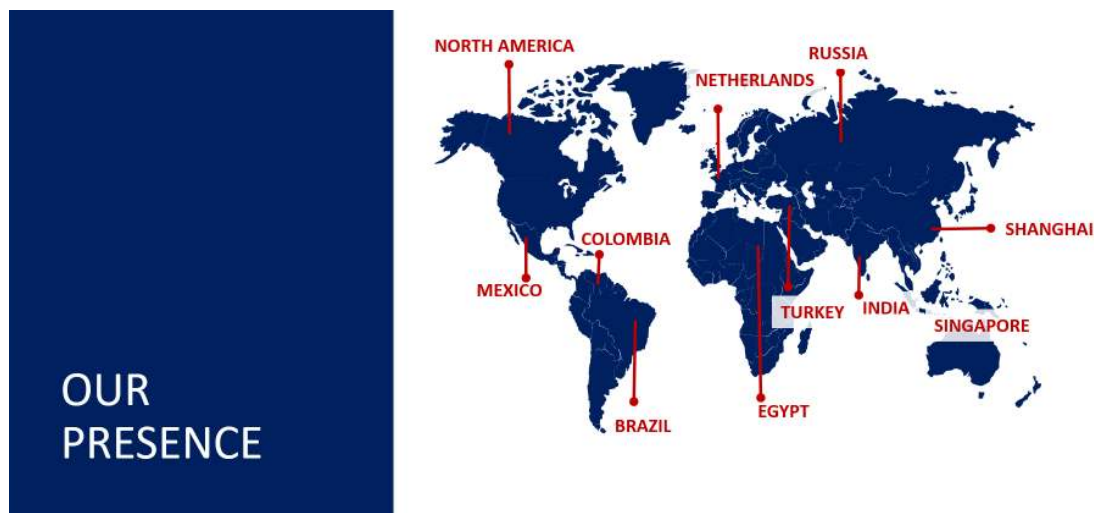 OUR
PRESENCE
NORTH AMERICA
RUSSIA
NETHERLANDS
SHANGHAI
COLOMBIA
MEXICO
TURKEY
INDIA
SINGAPORE
EGYPT
BRAZIL